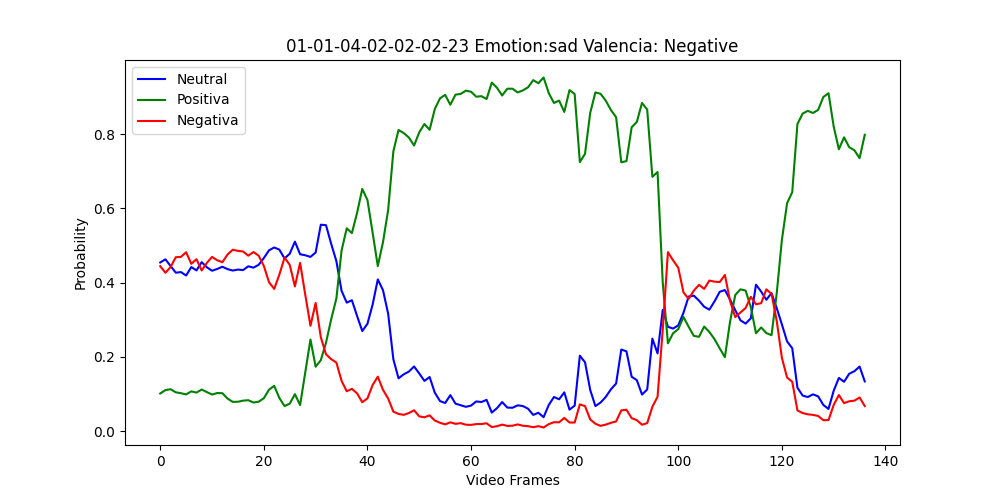 01-01-04-02-02-02-23 Emotion:sad Valencia: Negative
Neutral
Positiva
Negativa
Probability
0.8
0.6
0.4
0.2
0.0
0 20 40 60 80 100 120 140
Video Frames